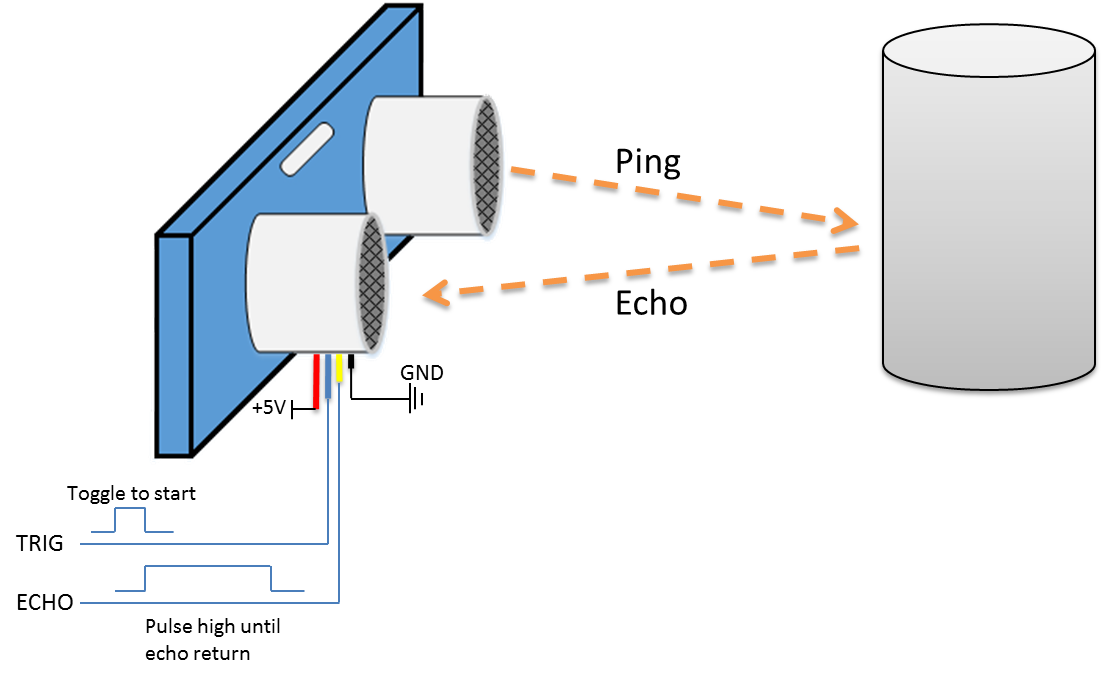 Ping
Echo
GND
+5V
Toggle to start
TRIG
ECHO
Pulse high until
echo return